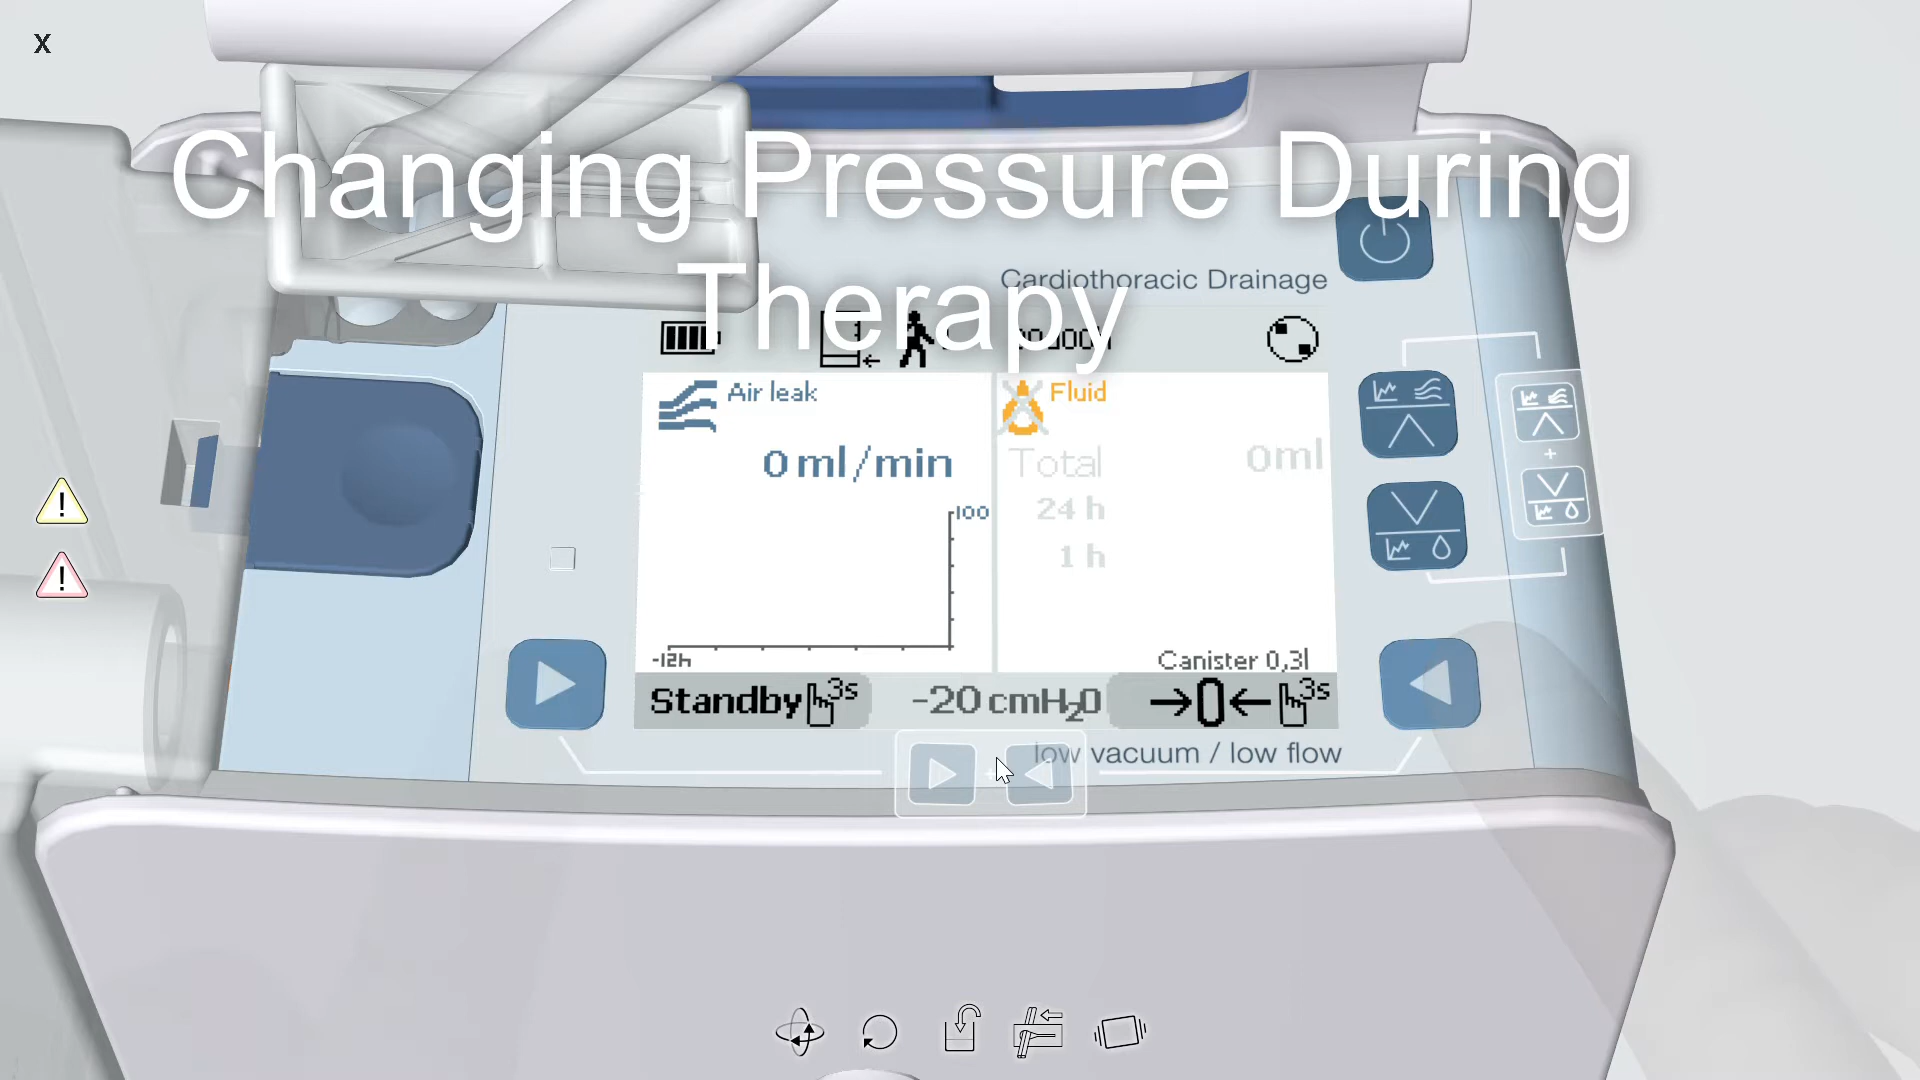 X
Changing Pressure During
Therapy
Cardiothoracic Drainage
Air leak
0 ml/min
100
-12h
Fluid
Total 0ml
24 h
1 h
Canister 0,3l
Standby 3s
-20 cmH₂O
→0← 3s
low vacuum / low flow
+
!
!